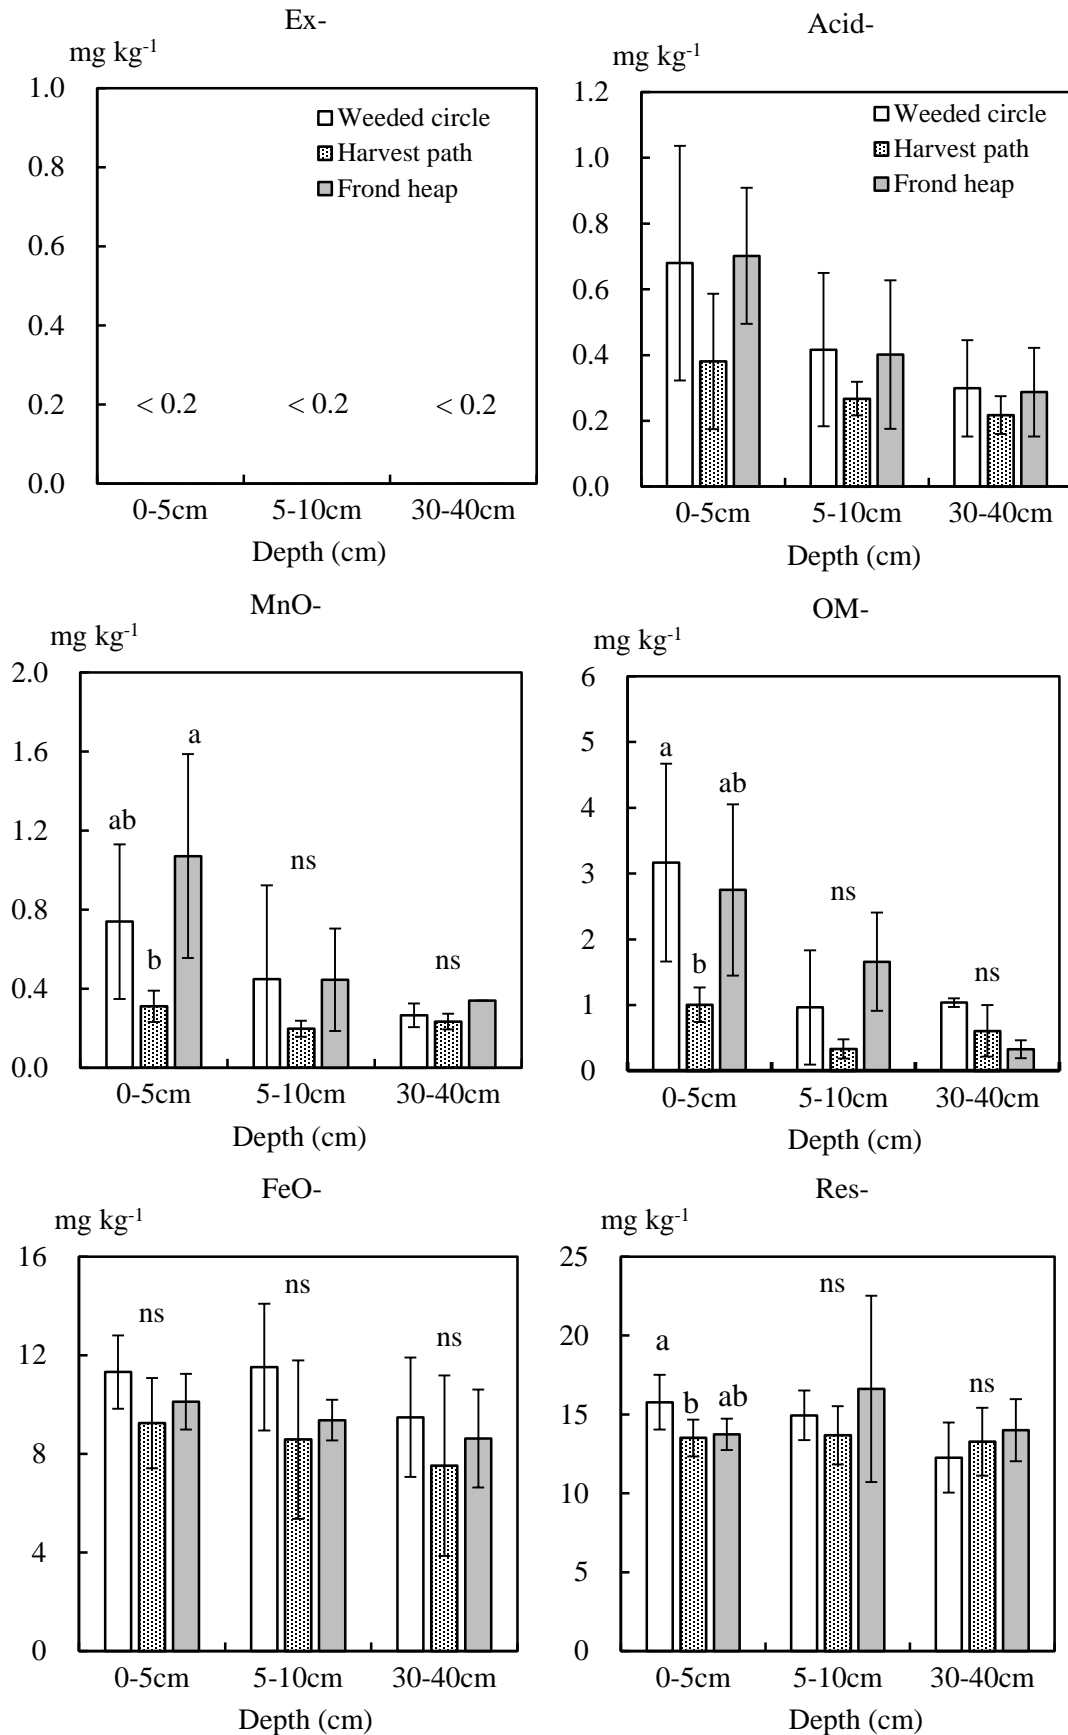 Ex-
mg kg-1
1.0
0.8
0.6
0.4
0.2
0.0
Weeded circle
Harvest path
Frond heap
< 0.2
< 0.2
< 0.2
0-5cm
5-10cm
30-40cm
Depth (cm)
Acid-
mg kg-1
1.2
1.0
0.8
0.6
0.4
0.2
0.0
Weeded circle
Harvest path
Frond heap
0-5cm
5-10cm
30-40cm
Depth (cm)
MnO-
mg kg-1
2.0
1.6
1.2
0.8
0.4
0.0
ab
b
a
ns
ns
0-5cm
5-10cm
30-40cm
Depth (cm)
OM-
mg kg-1
6
5
4
3
2
1
0
a
b
ab
ns
ns
0-5cm
5-10cm
30-40cm
Depth (cm)
FeO-
mg kg-1
16
12
8
4
0
ns
ns
ns
0-5cm
5-10cm
30-40cm
Depth (cm)
Res-
mg kg-1
25
20
15
10
5
0
a
b
ab
ns
ns
0-5cm
5-10cm
30-40cm
Depth (cm)